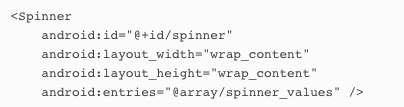 <Spinner
    android:id="@+id/spinner"
    android:layout_width="wrap_content"
    android:layout_height="wrap_content"
    android:entries="@array/spinner_values" />